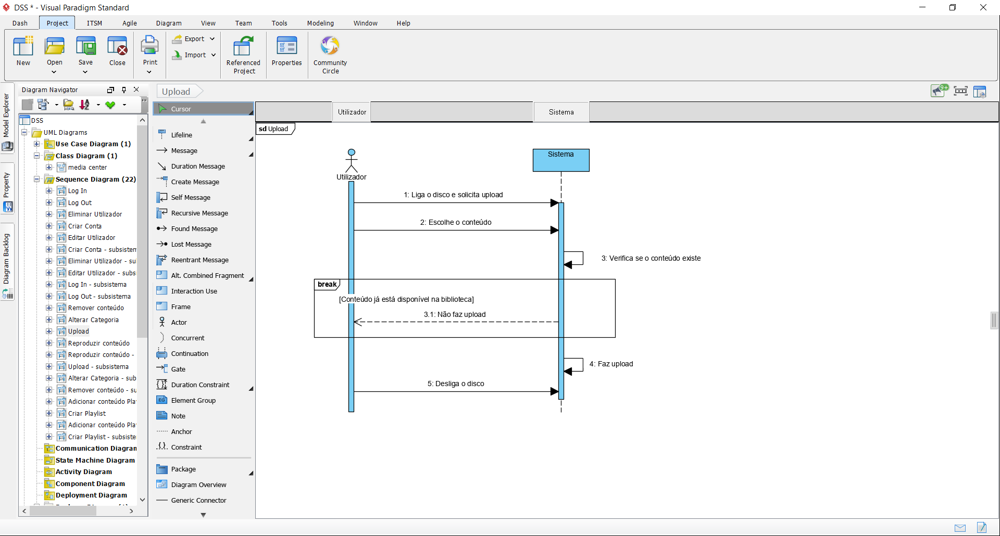 DSS * - Visual Paradigm Standard
Dash Project ITSM Agile Diagram View Team Tools Modeling Window Help
New
Open
Save
Close
Print
Export
Import
Referenced
Project
Properties
Community
Circle
Model Explorer
Property
Diagram Backlog
Diagram Navigator
DSS
UML Diagrams
Use Case Diagram (1)
Class Diagram (1)
media center
Sequence Diagram (22)
Log In
Log Out
Eliminar Utilizador
Criar Conta
Editar Utilizador
Criar Conta - subsistem
Eliminar Utilizador - su
Editar Utilizador - subs
Log In - subsistema
Log Out - subsistema
Remover conteúdo
Alterar Categoria
Upload
Reproduzir conteúdo
Reproduzir conteúdo -
Upload - subsistema
Alterar Categoria - sub
Remover conteúdo - su
Adicionar conteúdo Pla
Criar Playlist
Adicionar conteúdo Pla
Criar Playlist - subsiste
Communication Diagran
State Machine Diagram
Activity Diagram
Component Diagram
Deployment Diagram
Upload
Cursor
Lifeline
Message
Duration Message
Create Message
Self Message
Recursive Message
Found Message
Lost Message
Reentrant Message
Alt. Combined Fragment
Interaction Use
Frame
Actor
Concurrent
Continuation
Gate
Duration Constraint
EG Element Group
Note
Anchor
Constraint
Package
Diagram Overview
Generic Connector
9+
Utilizador
Sistema
sd Upload
Sistema
Utilizador
1: Liga o disco e solicita upload
2: Escolhe o conteúdo
3: Verifica se o conteúdo existe
break
[Conteúdo já está disponível na biblioteca]
3.1: Não faz upload
4: Faz upload
5: Desliga o disco